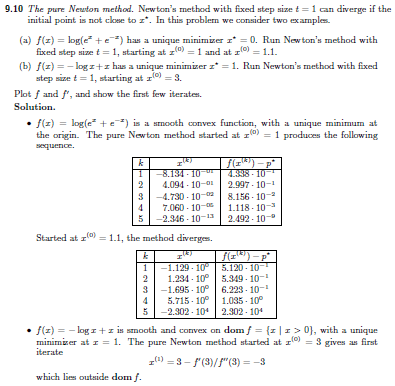 9.10 The pure Newton method. Newton's method with fixed step size t = 1 can diverge if the
initial point is not close to x*. In this problem we consider two examples.
(a) f(x) = log(e^x + e^−x) has a unique minimizer x* = 0. Run Newton's method with
fixed step size t = 1, starting at x^(0) = 1 and at x^(0) = 1.1.
(b) f(x) = − log x + x has a unique minimizer x* = 1. Run Newton's method with fixed
step size t = 1, starting at x^(0) = 3.
Plot f and f′, and show the first few iterates.
Solution.
• f(x) = log(e^x + e^−x) is a smooth convex function, with a unique minimum at
the origin. The pure Newton method started at x^(0) = 1 produces the following
sequence.
k x^(k) f(x^(k)) − p*
1 −8.134 · 10^−01 4.338 · 10^−1
2 4.094 · 10^−01 2.997 · 10^−1
3 −4.730 · 10^−02 8.156 · 10^−2
4 7.060 · 10^−05 1.118 · 10^−3
5 −2.346 · 10^−13 2.492 · 10^−9
Started at x^(0) = 1.1, the method diverges.
k x^(k) f(x^(k)) − p*
1 −1.129 · 10^0 5.120 · 10^−1
2 1.234 · 10^0 5.349 · 10^−1
3 −1.695 · 10^0 6.223 · 10^−1
4 5.715 · 10^0 1.035 · 10^0
5 −2.302 · 10^4 2.302 · 10^4
• f(x) = − log x + x is smooth and convex on dom f = {x | x > 0}, with a unique
minimizer at x = 1. The pure Newton method started at x^(0) = 3 gives as first
iterate
x^(1) = 3 − f′(3)/f″(3) = −3
which lies outside dom f.